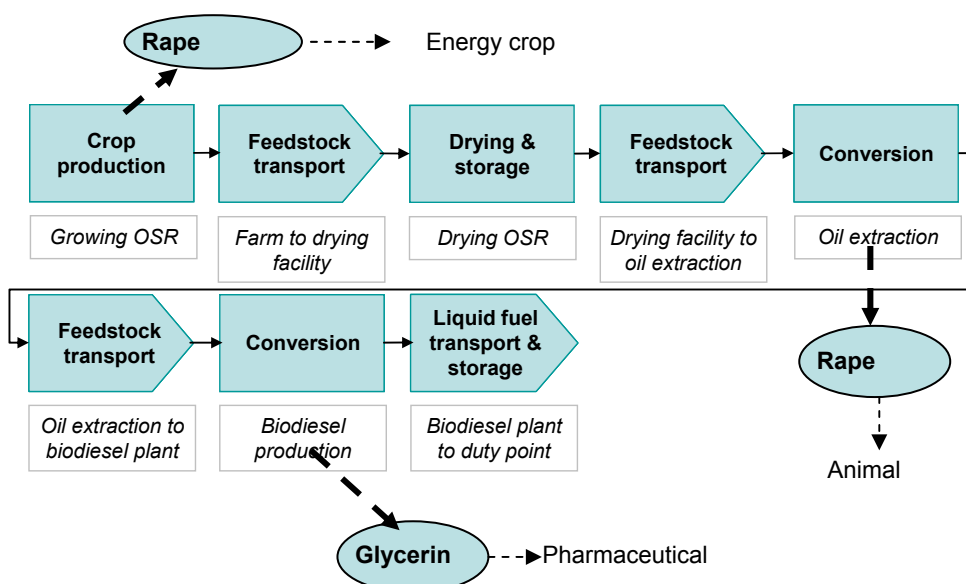 Rape
Energy crop
Crop
production
Feedstock
transport
Drying &
storage
Feedstock
transport
Conversion
Growing OSR
Farm to drying
facility
Drying OSR
Drying facility to
oil extraction
Oil extraction
Feedstock
transport
Conversion
Liquid fuel
transport &
storage
Rape
Oil extraction to
biodiesel plant
Biodiesel
production
Biodiesel plant
to duty point
Animal
Glycerin
Pharmaceutical